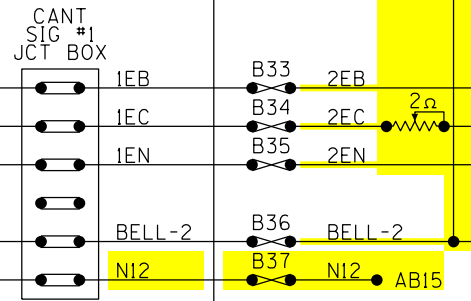 CANT
SIG #1
JCT BOX
1EB B33 2EB
1EC B34 2EC 2Ω
1EN B35 2EN
BELL-2 B36 BELL-2
N12 B37 N12 AB15